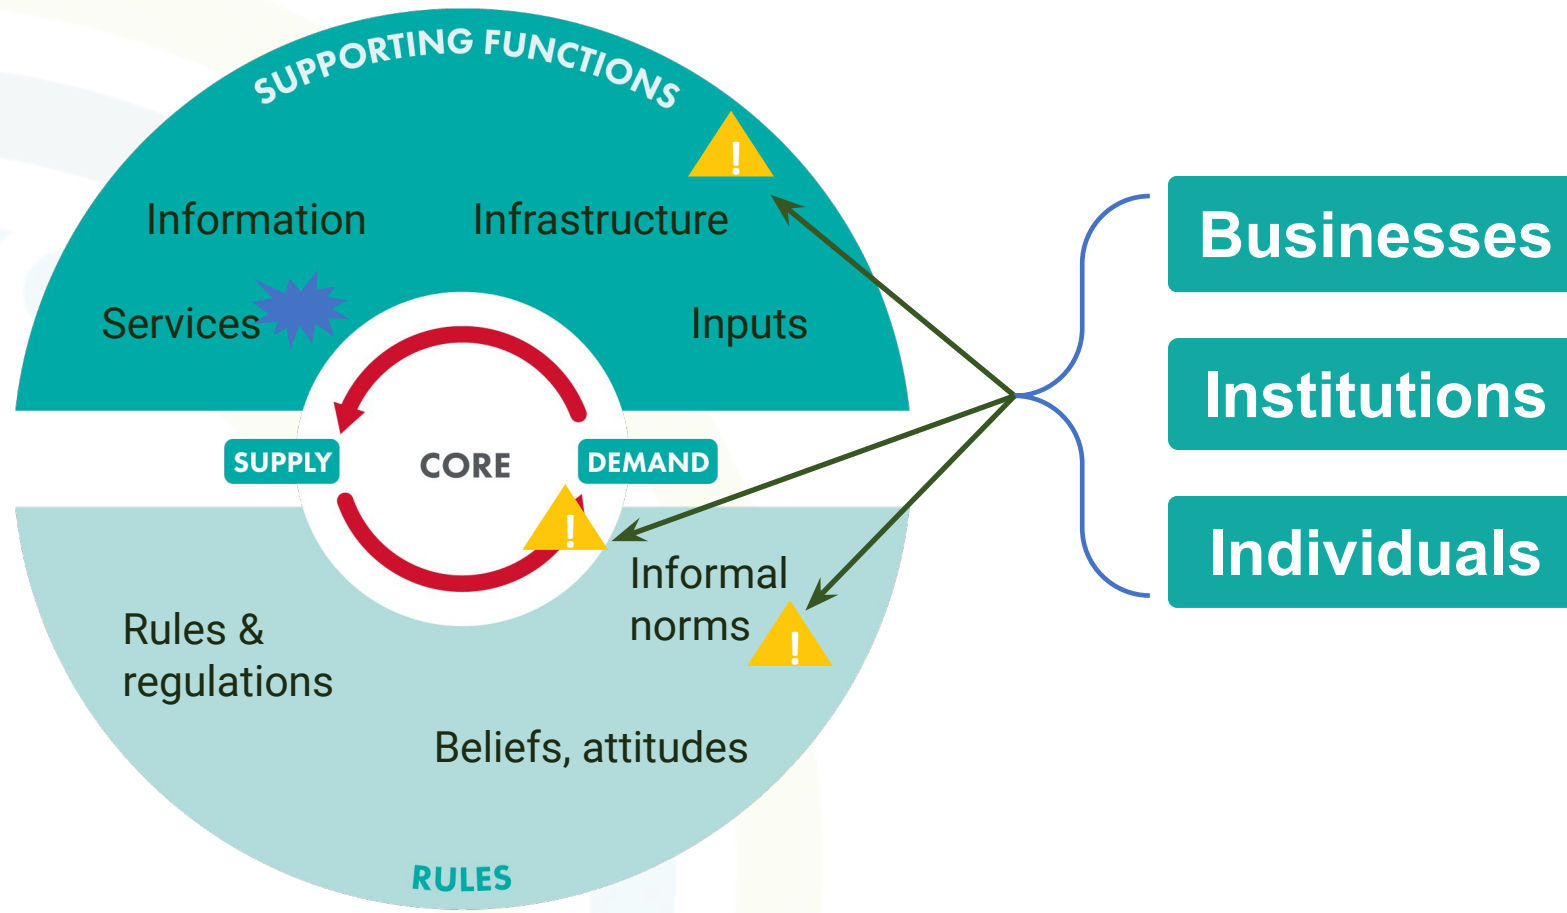 SUPPORTING FUNCTIONS
!
Information
Infrastructure
Services
Inputs
SUPPLY
CORE
DEMAND
!
Informal
norms
!
Rules &
regulations
Beliefs, attitudes
RULES
Businesses
Institutions
Individuals